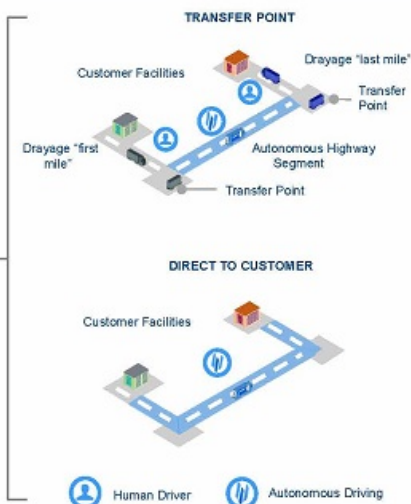 TRANSFER POINT
Drayage "last mile"
Customer Facilities
Transfer
Point
Drayage "first
mile"
Autonomous Highway
Segment
Transfer Point
DIRECT TO CUSTOMER
Customer Facilities
Human Driver
Autonomous Driving